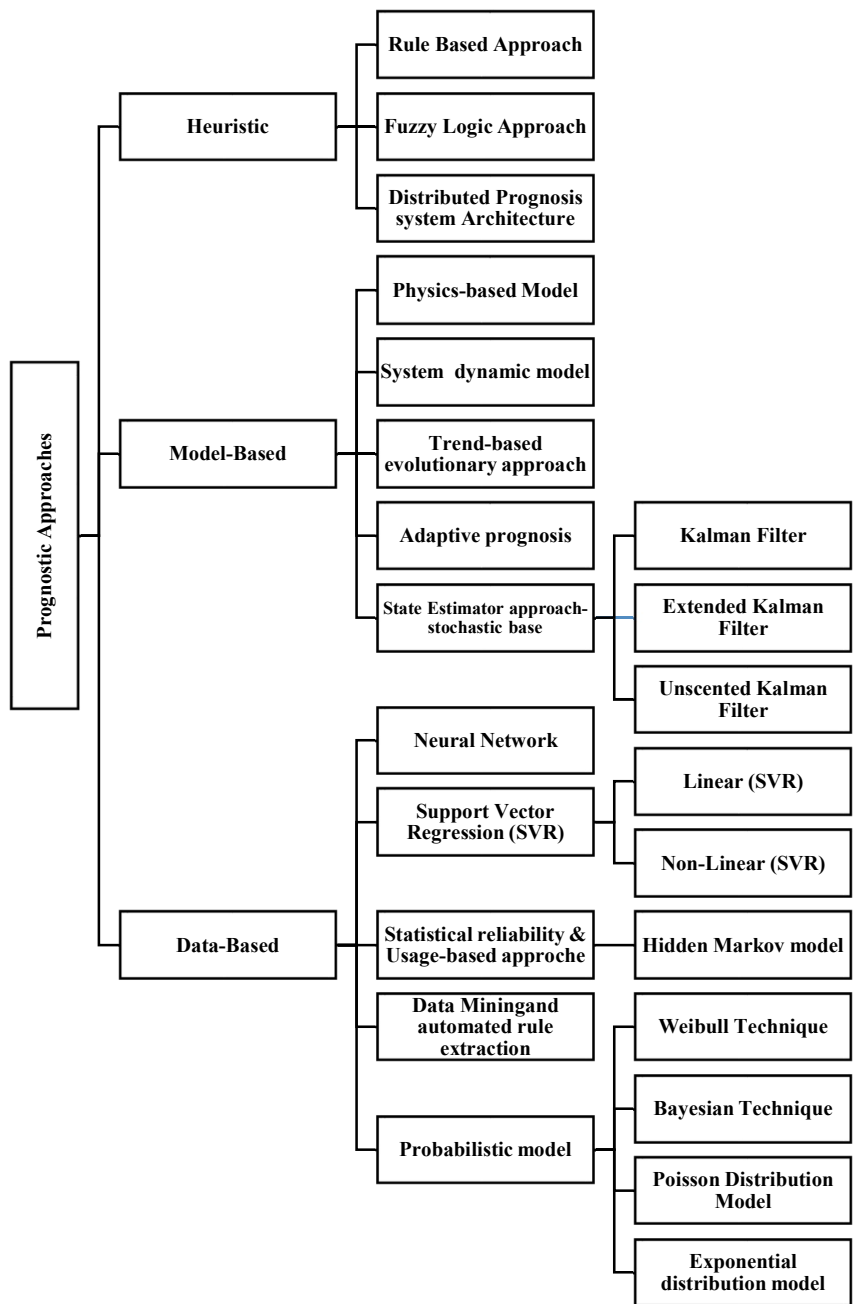 Prognostic Approaches
Heuristic
Rule Based Approach
Fuzzy Logic Approach
Distributed Prognosis
system Architecture
Model-Based
Physics-based Model
System dynamic model
Trend-based
evolutionary approach
Adaptive prognosis
State Estimator approach-
stochastic base
Kalman Filter
Extended Kalman
Filter
Unscented Kalman
Filter
Data-Based
Neural Network
Support Vector
Regression (SVR)
Linear (SVR)
Non-Linear (SVR)
Statistical reliability &
Usage-based approche
Hidden Markov model
Data Miningand
automated rule
extraction
Probabilistic model
Weibull Technique
Bayesian Technique
Poisson Distribution
Model
Exponential
distribution model